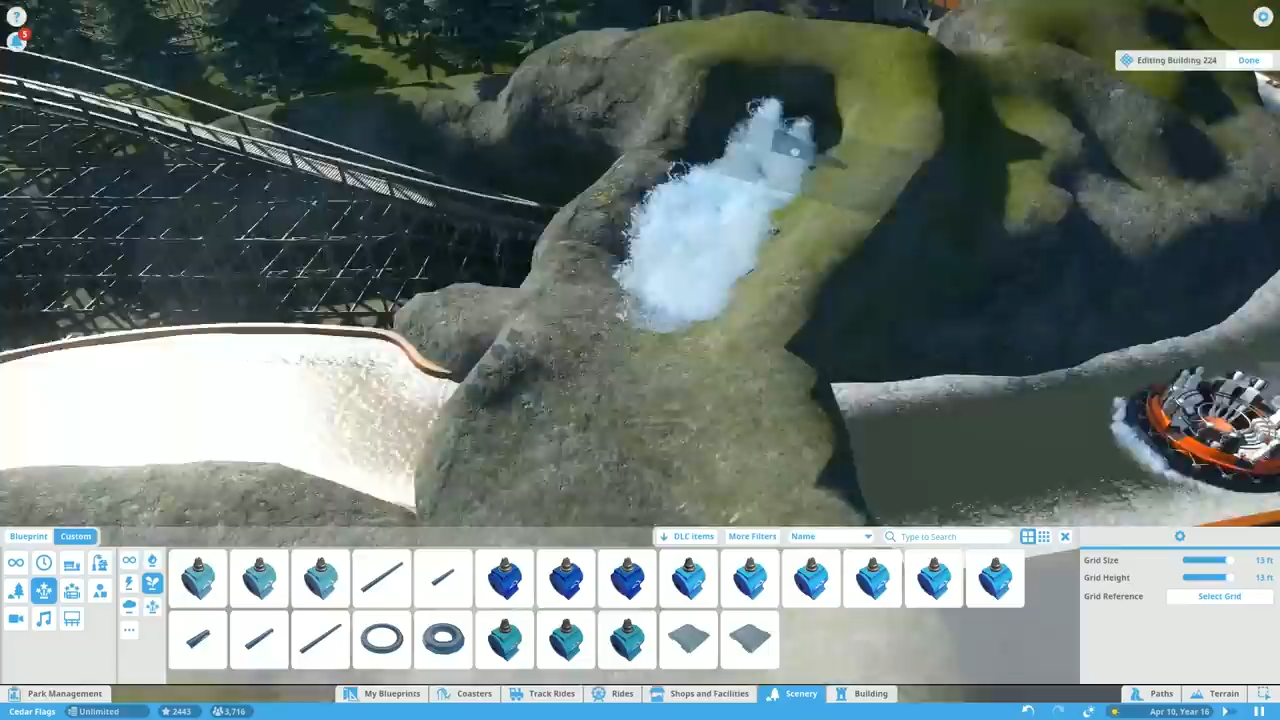 ?
5
Editing Building 224 Done
Blueprint Custom
DLC items More Filters Name Type to Search
Grid Size 13 ft
Grid Height 13 ft
Grid Reference Select Grid
Park Management My Blueprints Coasters Track Rides Rides Shops and Facilities Scenery Building Paths Terrain
Cedar Flags Unlimited 2443 3,716 Apr 10, Year 16